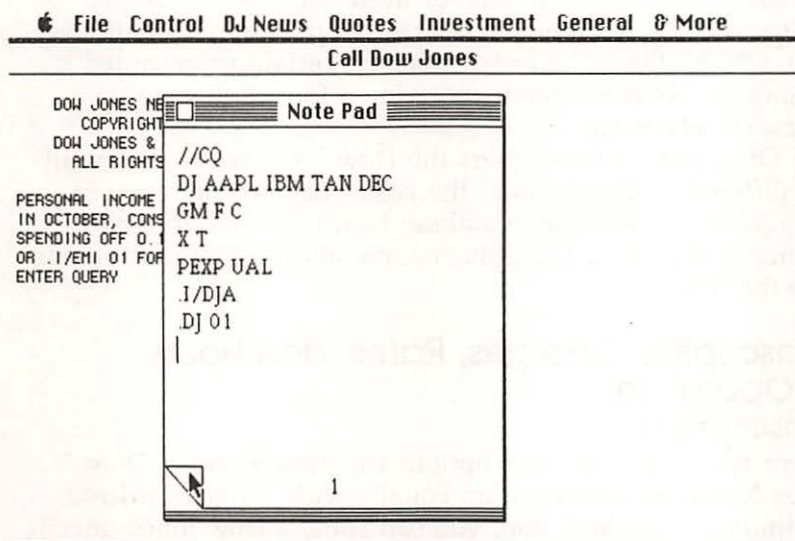 File Control DJ News Quotes Investment General & More
Call Dow Jones
DOW JONES NE
COPYRIGHT
DOW JONES &
ALL RIGHTS
PERSONAL INCOME
IN OCTOBER, CONS
SPENDING OFF 0.1
OR .I/EMI 01 FOR
ENTER QUERY
Note Pad
//CQ
DJ AAPL IBM TAN DEC
GM F C
X T
PEXP UAL
.I/DJA
.DJ 01
1